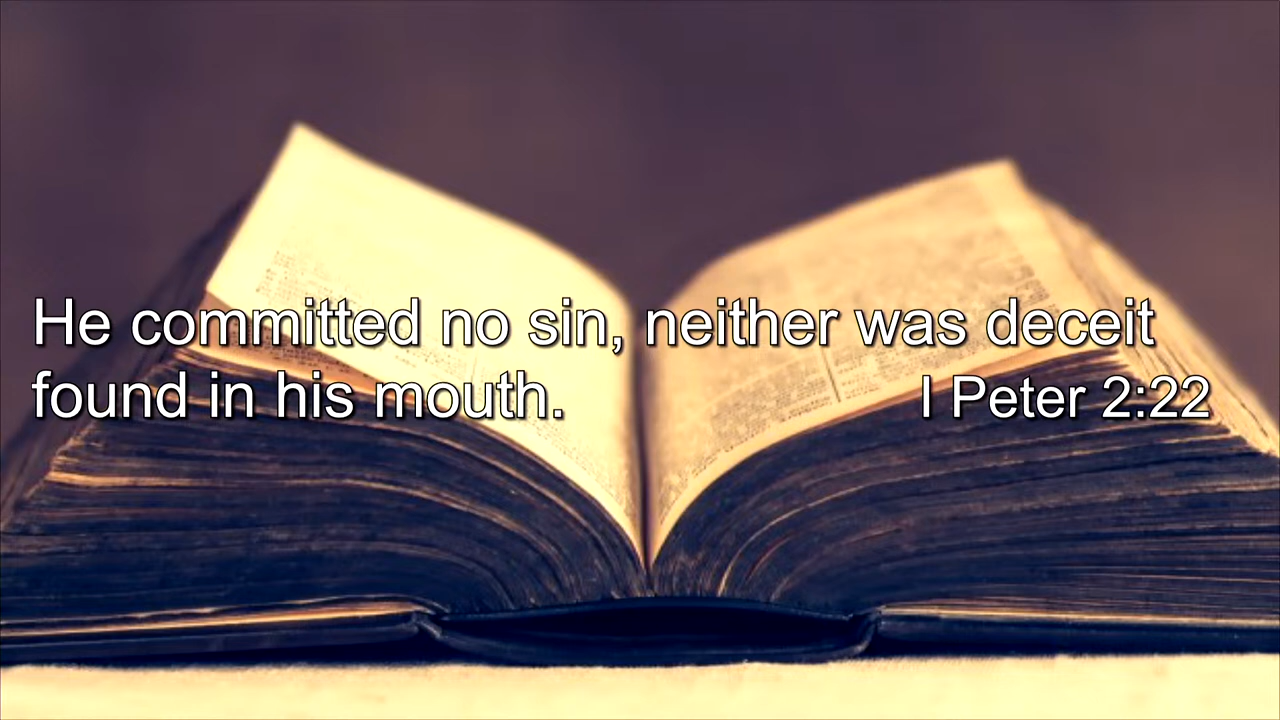 He committed no sin, neither was deceit
found in his mouth. I Peter 2:22